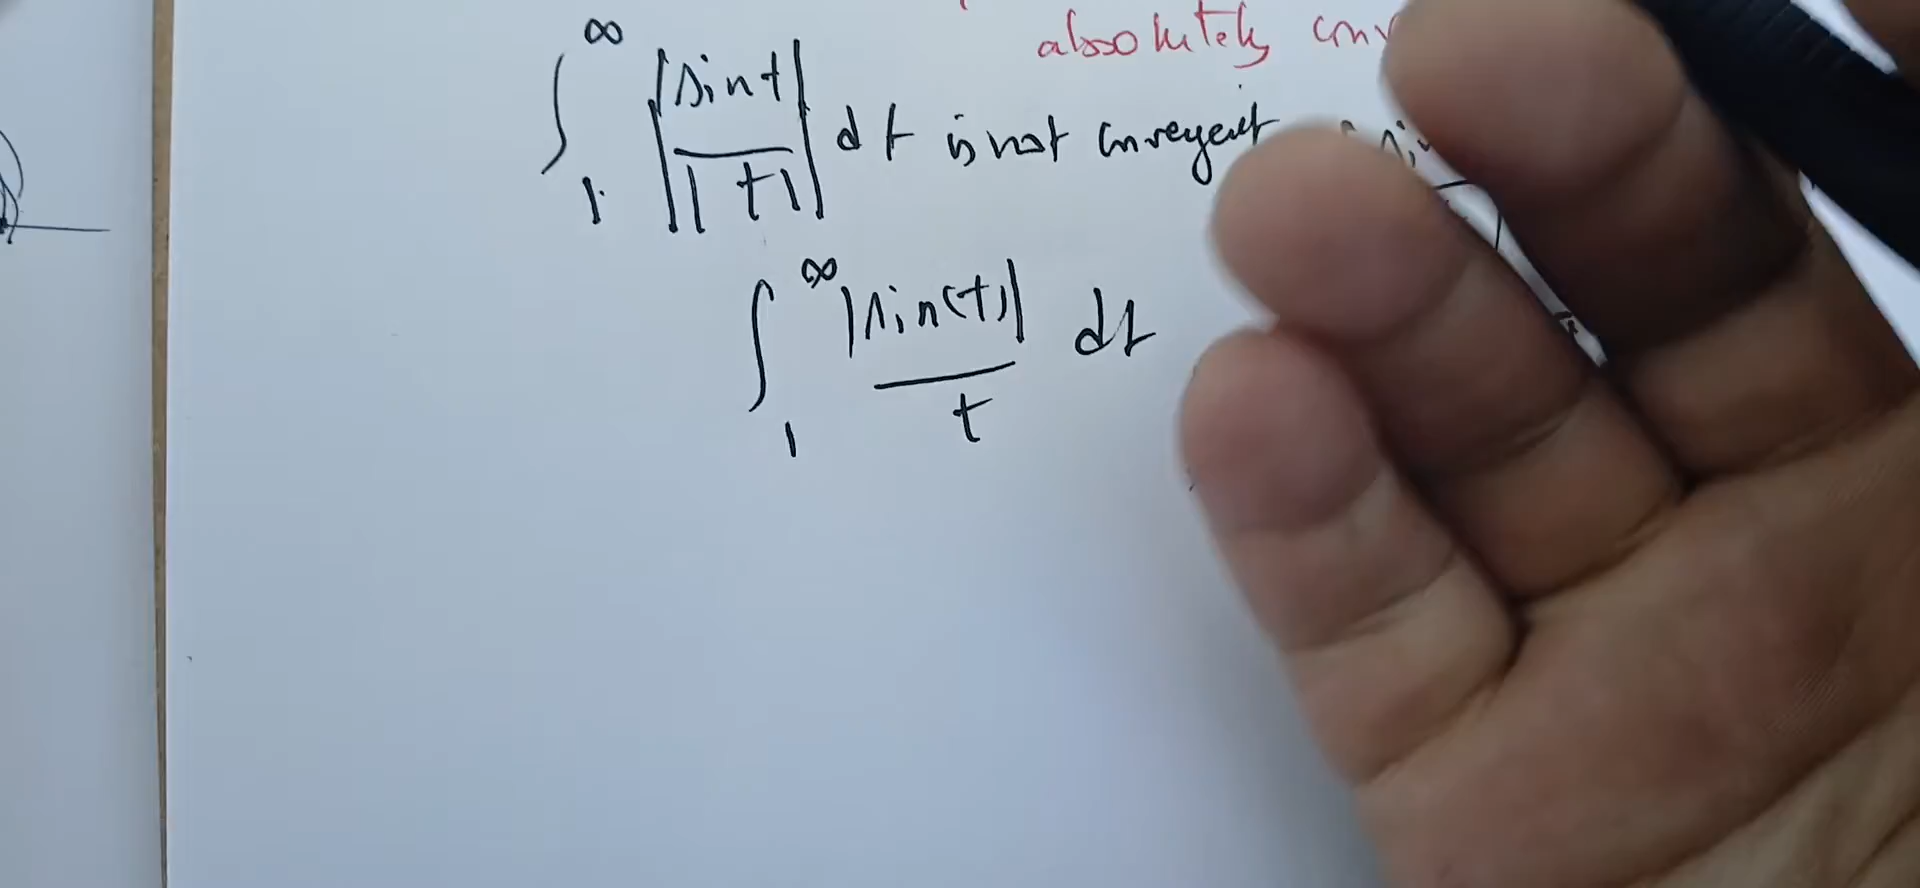 absolutely
∫₁^∞ | |sin t| / |t| | dt is not convergent
∫₁^∞ |sin(t)| / t dt